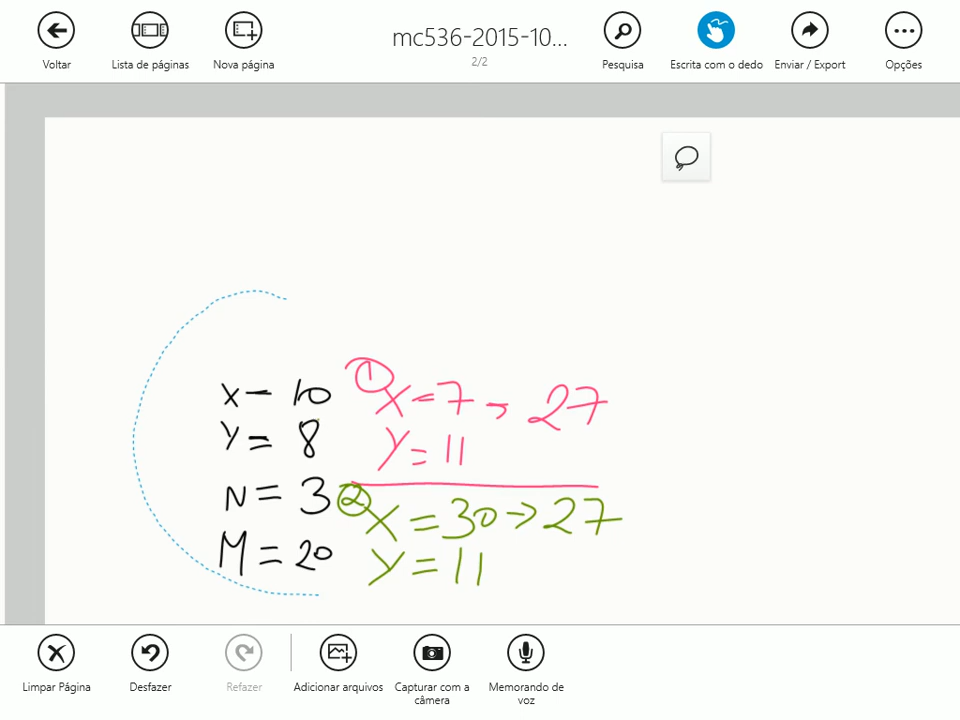 mc536-2015-10...
2/2
Voltar
Lista de páginas
Nova página
Pesquisa
Escrita com o dedo
Enviar / Export
Opções
X = 10
Y = 8
N = 3
M = 20
1
X = 7 → 27
Y = 11
2
X = 30 → 27
Y = 11
Limpar Página
Desfazer
Refazer
Adicionar arquivos
Capturar com a
câmera
Memorando de
voz